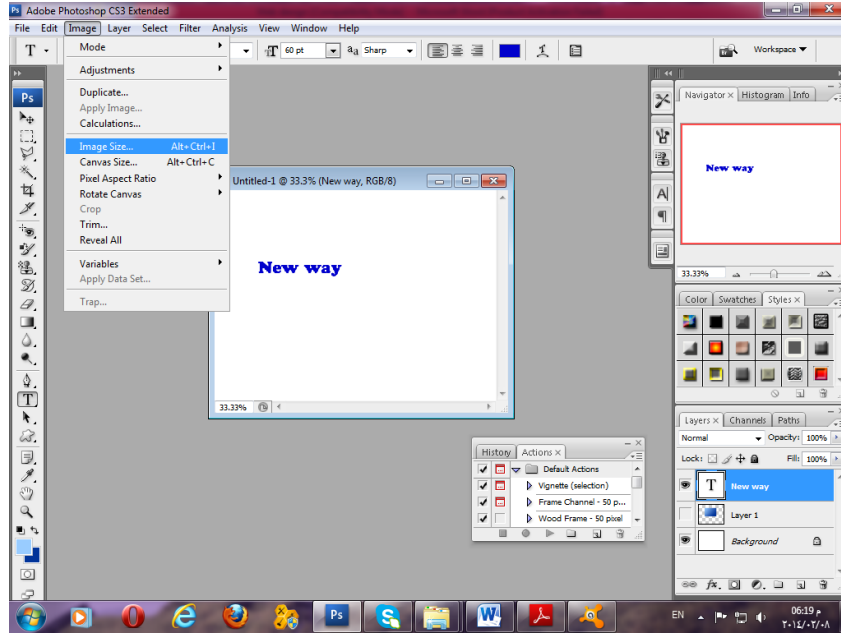 Adobe Photoshop CS3 Extended
File Edit Image Layer Select Filter Analysis View Window Help
T 60 pt aa Sharp Workspace
Mode
Adjustments
Duplicate...
Apply Image...
Calculations...
Image Size... Alt+Ctrl+I
Canvas Size... Alt+Ctrl+C
Pixel Aspect Ratio
Rotate Canvas
Crop
Trim...
Reveal All
Variables
Apply Data Set...
Trap...
Untitled-1 @ 33.3% (New way, RGB/8)
New way
33.33%
Navigator Histogram Info
New way
33.33%
Color Swatches Styles
History Actions
Default Actions
Vignette (selection)
Frame Channel - 50 p...
Wood Frame - 50 pixel
Layers Channels Paths
Normal Opacity: 100%
Lock: Fill: 100%
T New way
Layer 1
Background
Ps
EN 06:19 م
٢٠١٤/٠٢/٠٨